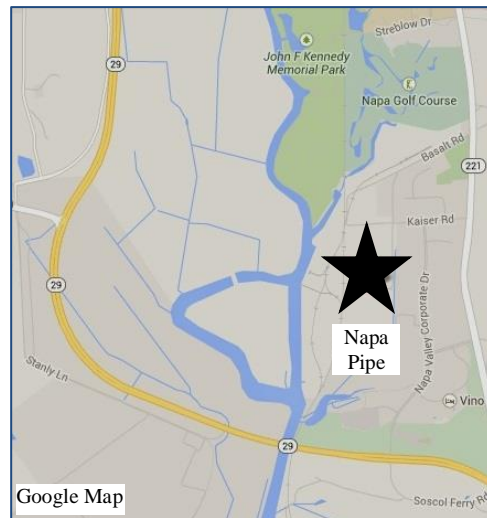 Streblow Dr
29
John F Kennedy
Memorial Park
Napa Golf Course
Basalt Rd
221
Kaiser Rd
29
Napa
Pipe
Napa Valley Corporate Dr
Stanly Ln
Vino
29
Google Map
Soscol Ferry Rd